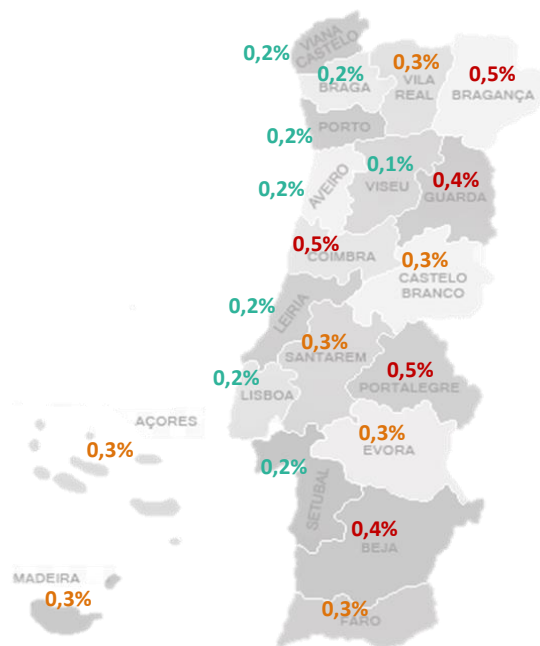 VIANA
CASTELO
0,2%
0,2%
BRAGA
0,3%
VILA
REAL
0,5%
BRAGANÇA
PORTO
0,2%
AVEIRO
0,2%
0,1%
VISEU
0,4%
GUARDA
0,5%
COIMBRA
0,3%
CASTELO
BRANCO
LEIRIA
0,2%
0,3%
SANTAREM
0,5%
PORTALEGRE
0,2%
LISBOA
AÇORES
0,3%
0,3%
EVORA
0,2%
SETUBAL
0,4%
BEJA
MADEIRA
0,3%
0,3%
FARO